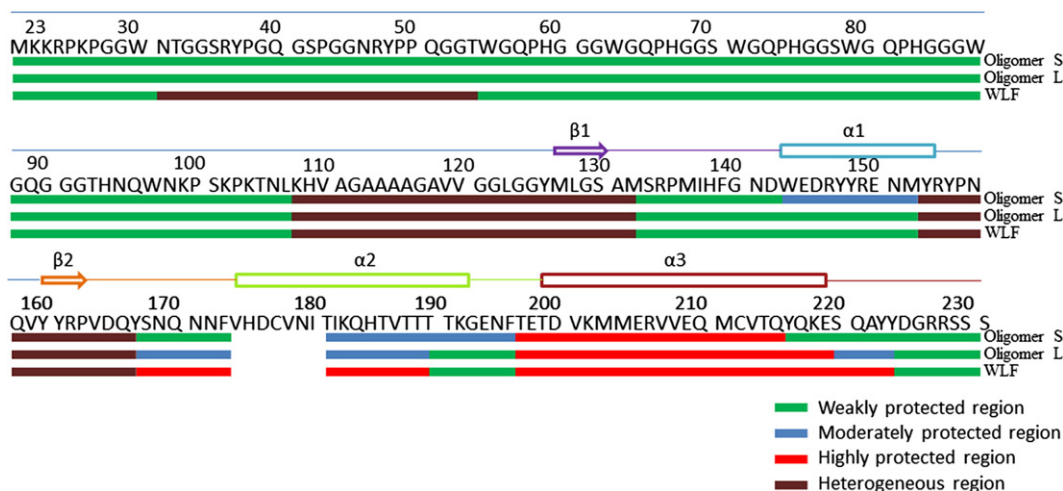 23 30 40 50 60 70 80
MKKRPKPGGW NTGGSRYPGQ GSPGGNRYPP QGGTWGQPHG GGWGQPHGGS WGQPHGGSWG QPHGGGW
Oligomer S
Oligomer L
WLF
β1 α1
90 100 110 120 130 140 150
GQG GGTHNQWNKP SKPKTNLKHV AGAAAAGAVV GGLGGYMLGS AMSRPMIHFG NDWEDRYYRE NMYRYPN
Oligomer S
Oligomer L
WLF
β2 α2 α3
160 170 180 190 200 210 220 230
QVY YRPVDQYSNQ NNFVHDCVNI TIKQHTVTTT TKGENFTETD VKMMERVVEQ MCVTQYQKES QAYYDGRRSS S
Oligomer S
Oligomer L
WLF
Weakly protected region
Moderately protected region
Highly protected region
Heterogeneous region